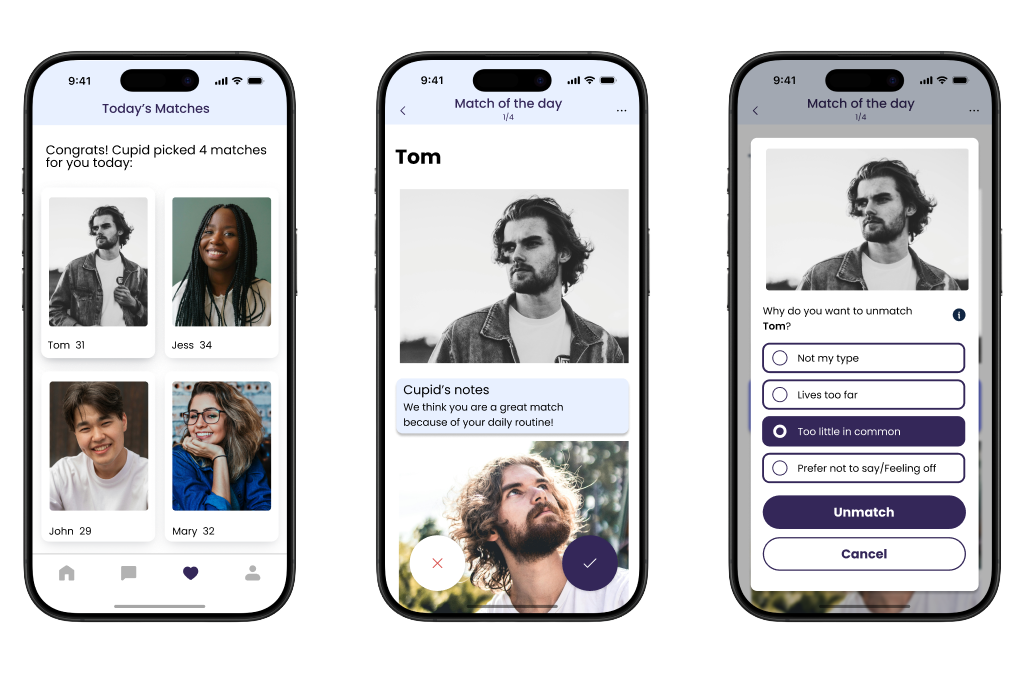 9:41
Today’s Matches
Congrats! Cupid picked 4 matches
for you today:
Tom 31
Jess 34
John 29
Mary 32
9:41
Match of the day
1/4
Tom
Cupid’s notes
We think you are a great match
because of your daily routine!
9:41
Match of the day
1/4
Why do you want to unmatch
Tom?
i
Not my type
Lives too far
Too little in common
Prefer not to say/Feeling off
Unmatch
Cancel